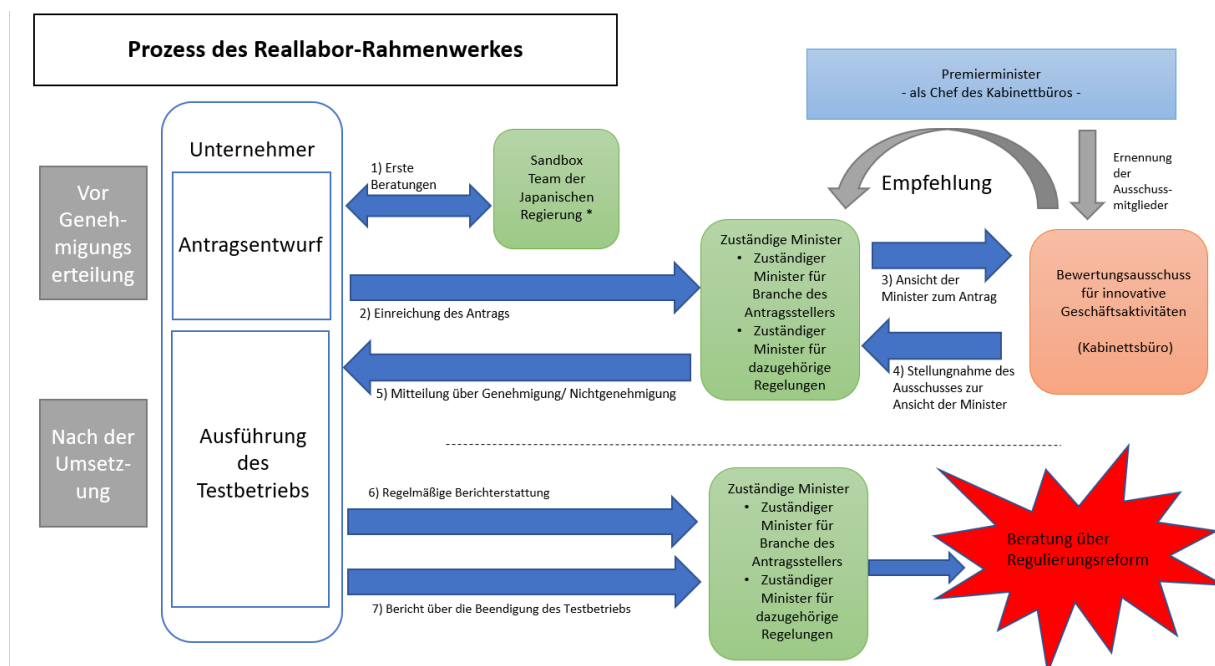 Prozess des Reallabor-Rahmenwerkes
Premierminister
- als Chef des Kabinettbüros -
Unternehmer
Vor
Geneh-
migungs
erteilung
Antragsentwurf
1) Erste
Beratungen
Sandbox
Team der
Japanischen
Regierung *
Empfehlung
Ernennung
der
Ausschuss-
mitglieder
2) Einreichung des Antrags
Zuständige Minister
• Zuständiger
Minister für
Branche des
Antragsstellers
• Zuständiger
Minister für
dazugehörige
Regelungen
3) Ansicht der
Minister zum Antrag
Bewertungsausschuss
für innovative
Geschäftsaktivitäten
(Kabinettsbüro)
4) Stellungnahme des
Ausschusses zur
Ansicht der Minister
5) Mitteilung über Genehmigung/ Nichtgenehmigung
Nach der
Umsetz-
ung
Ausführung
des
Testbetriebs
6) Regelmäßige Berichterstattung
7) Bericht über die Beendigung des Testbetriebs
Zuständige Minister
• Zuständiger
Minister für
Branche des
Antragsstellers
• Zuständiger
Minister für
dazugehörige
Regelungen
Beratung über
Regulierungsreform